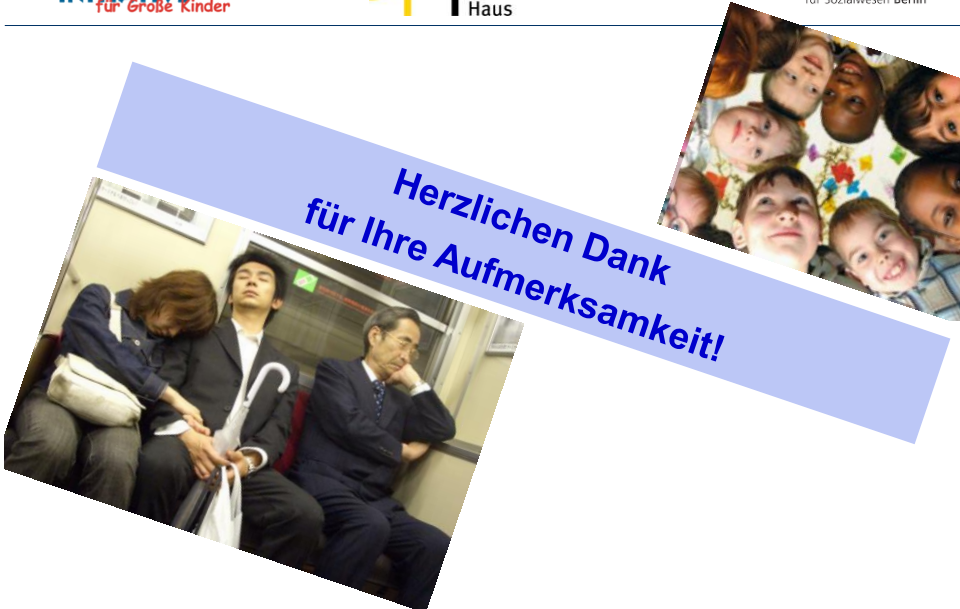 für Große Kinder
Haus
für Sozialwesen Berlin
Herzlichen Dank
für Ihre Aufmerksamkeit!